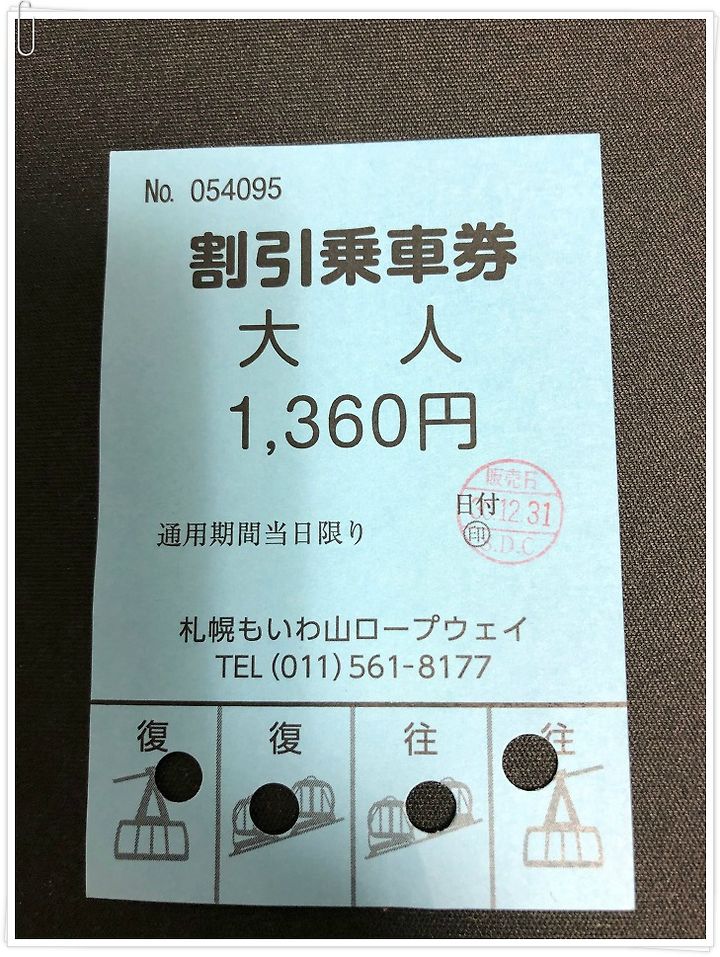 No. 054095
割引乗車券
大人
1,360円
販売日
日付
.12.31
印
S.D.C
通用期間当日限り
札幌もいわ山ロープウェイ
TEL(011)561-8177
復 復 往 往